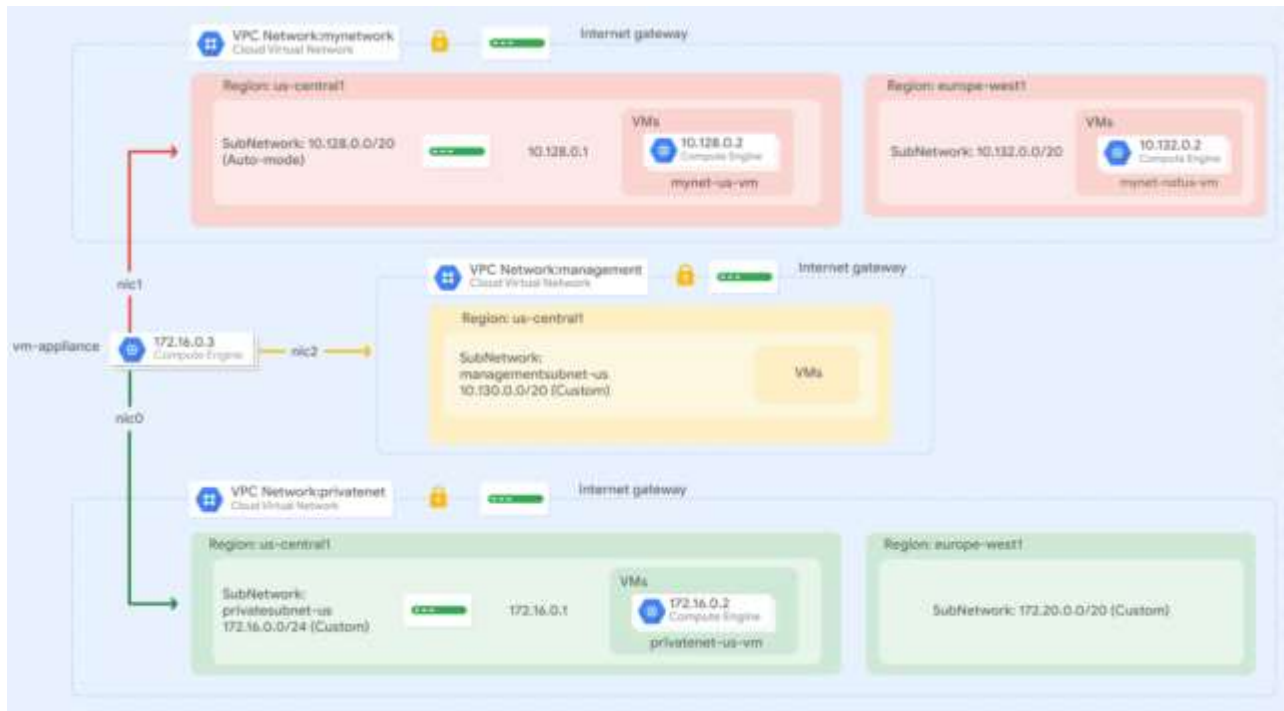 VPC Network:mynetwork
Cloud Virtual Network
Internet gateway
Region: us-central1
SubNetwork: 10.128.0.0/20
(Auto-mode)
10.128.0.1
VMs
10.128.0.2
Compute Engine
mynet-us-vm
Region: europe-west1
SubNetwork: 10.132.0.0/20
VMs
10.132.0.2
Compute Engine
mynet-notus-vm
nic1
VPC Network:management
Cloud Virtual Network
Internet gateway
Region: us-central1
SubNetwork:
managementsubnet-us
10.130.0.0/20 (Custom)
VMs
vm-appliance
172.16.0.3
Compute Engine
nic2
nic0
VPC Network:privatenet
Cloud Virtual Network
Internet gateway
Region: us-central1
SubNetwork:
privatesubnet-us
172.16.0.0/24 (Custom)
172.16.0.1
VMs
172.16.0.2
Compute Engine
privatenet-us-vm
Region: europe-west1
SubNetwork: 172.20.0.0/20 (Custom)